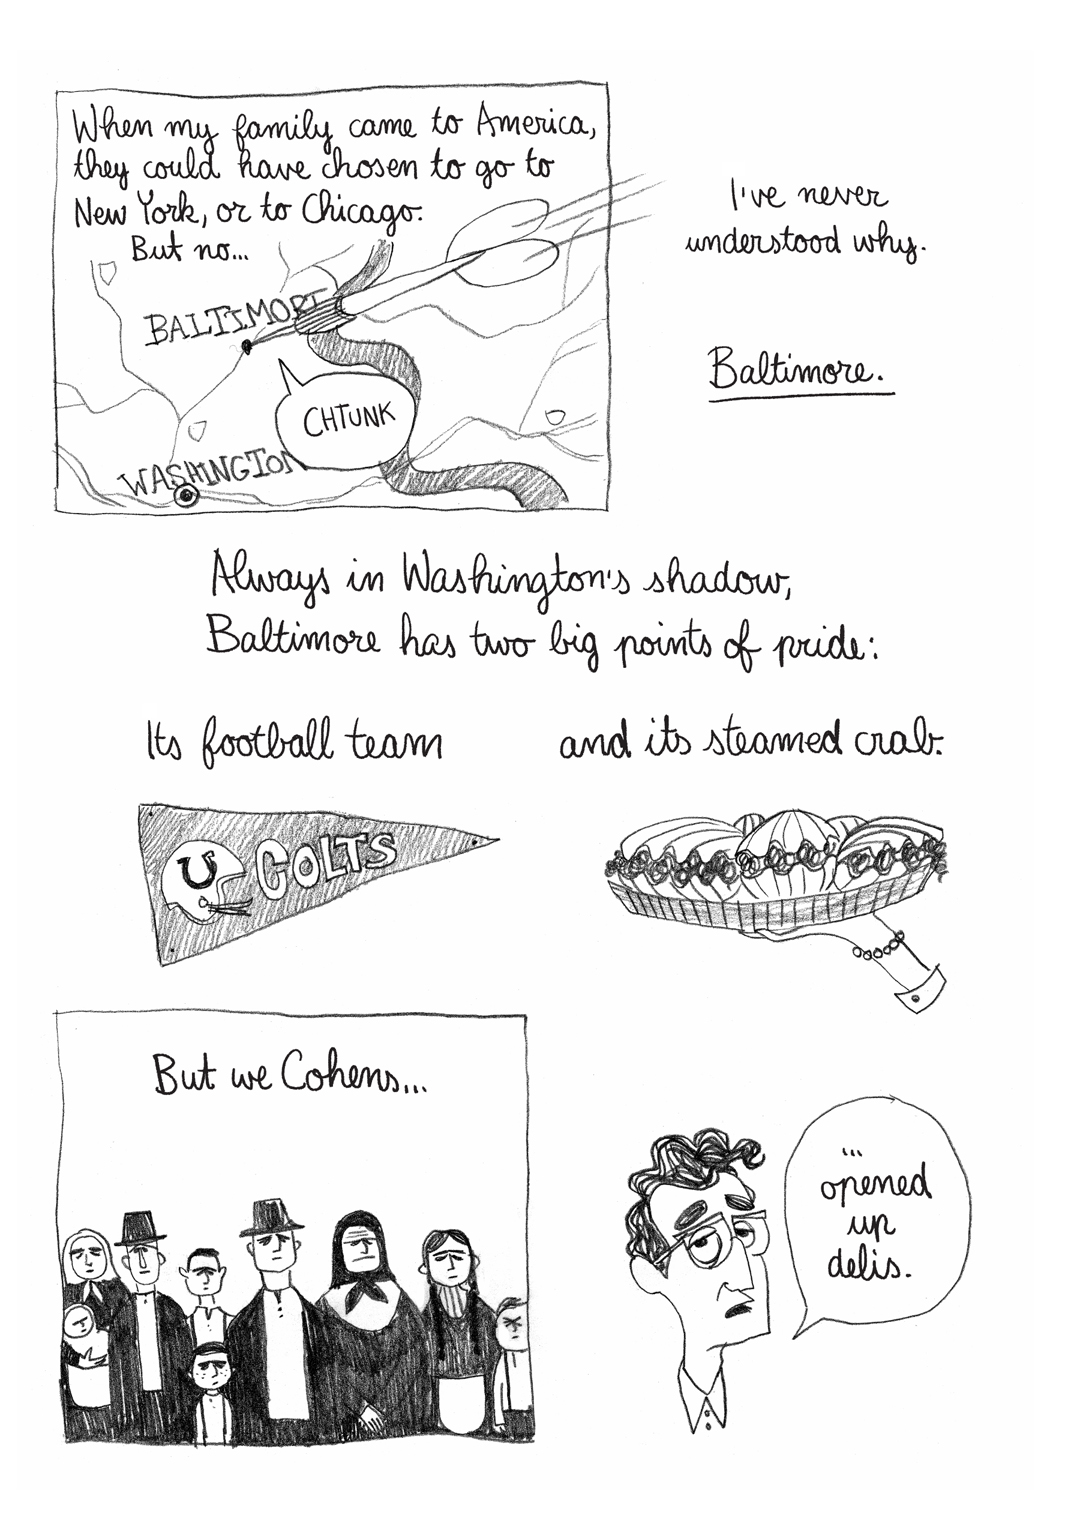 When my family came to America,
they could have chosen to go to
New York, or to Chicago.
But no...
BALTIMORE
CHTUNK
WASHINGTON
I've never
understood why.
Baltimore.
Always in Washington's shadow,
Baltimore has two big points of pride:
Its football team
COLTS
and its steamed crab.
But we Cohens...
...
opened
up
delis.